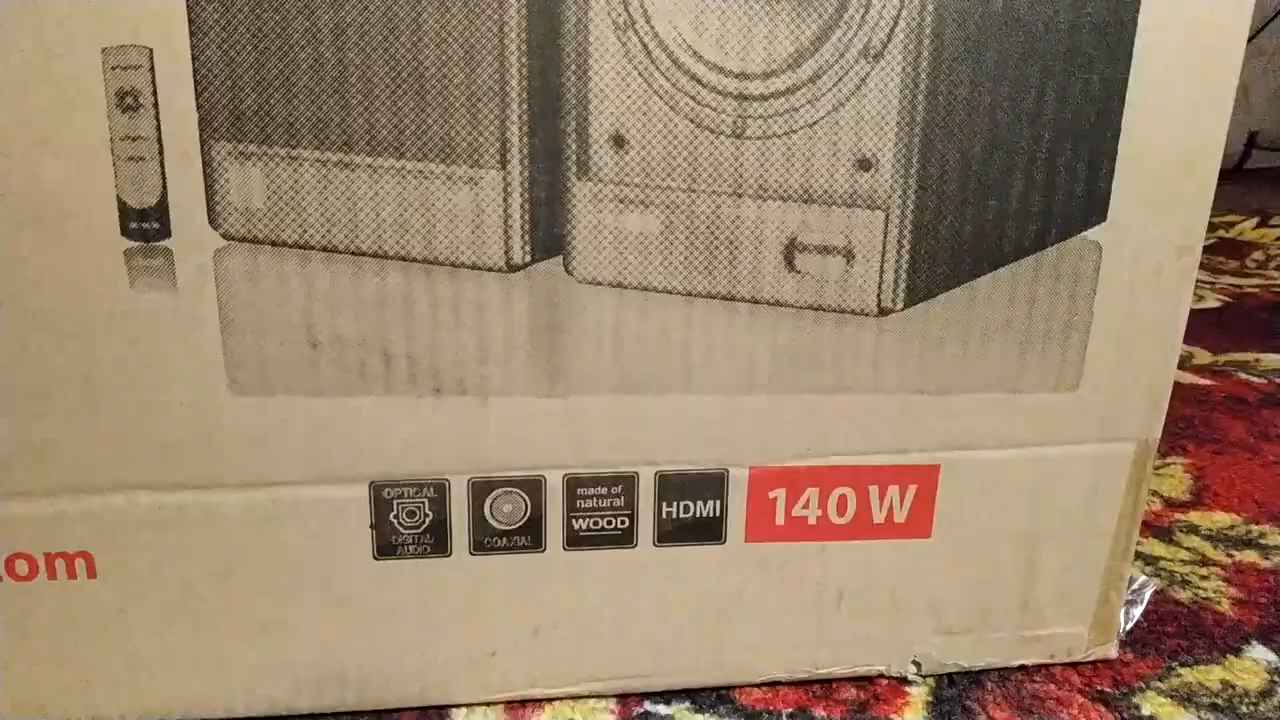 OPTICAL
DIGITAL
AUDIO
COAXIAL
made of
natural
WOOD
HDMI
140 W
.com